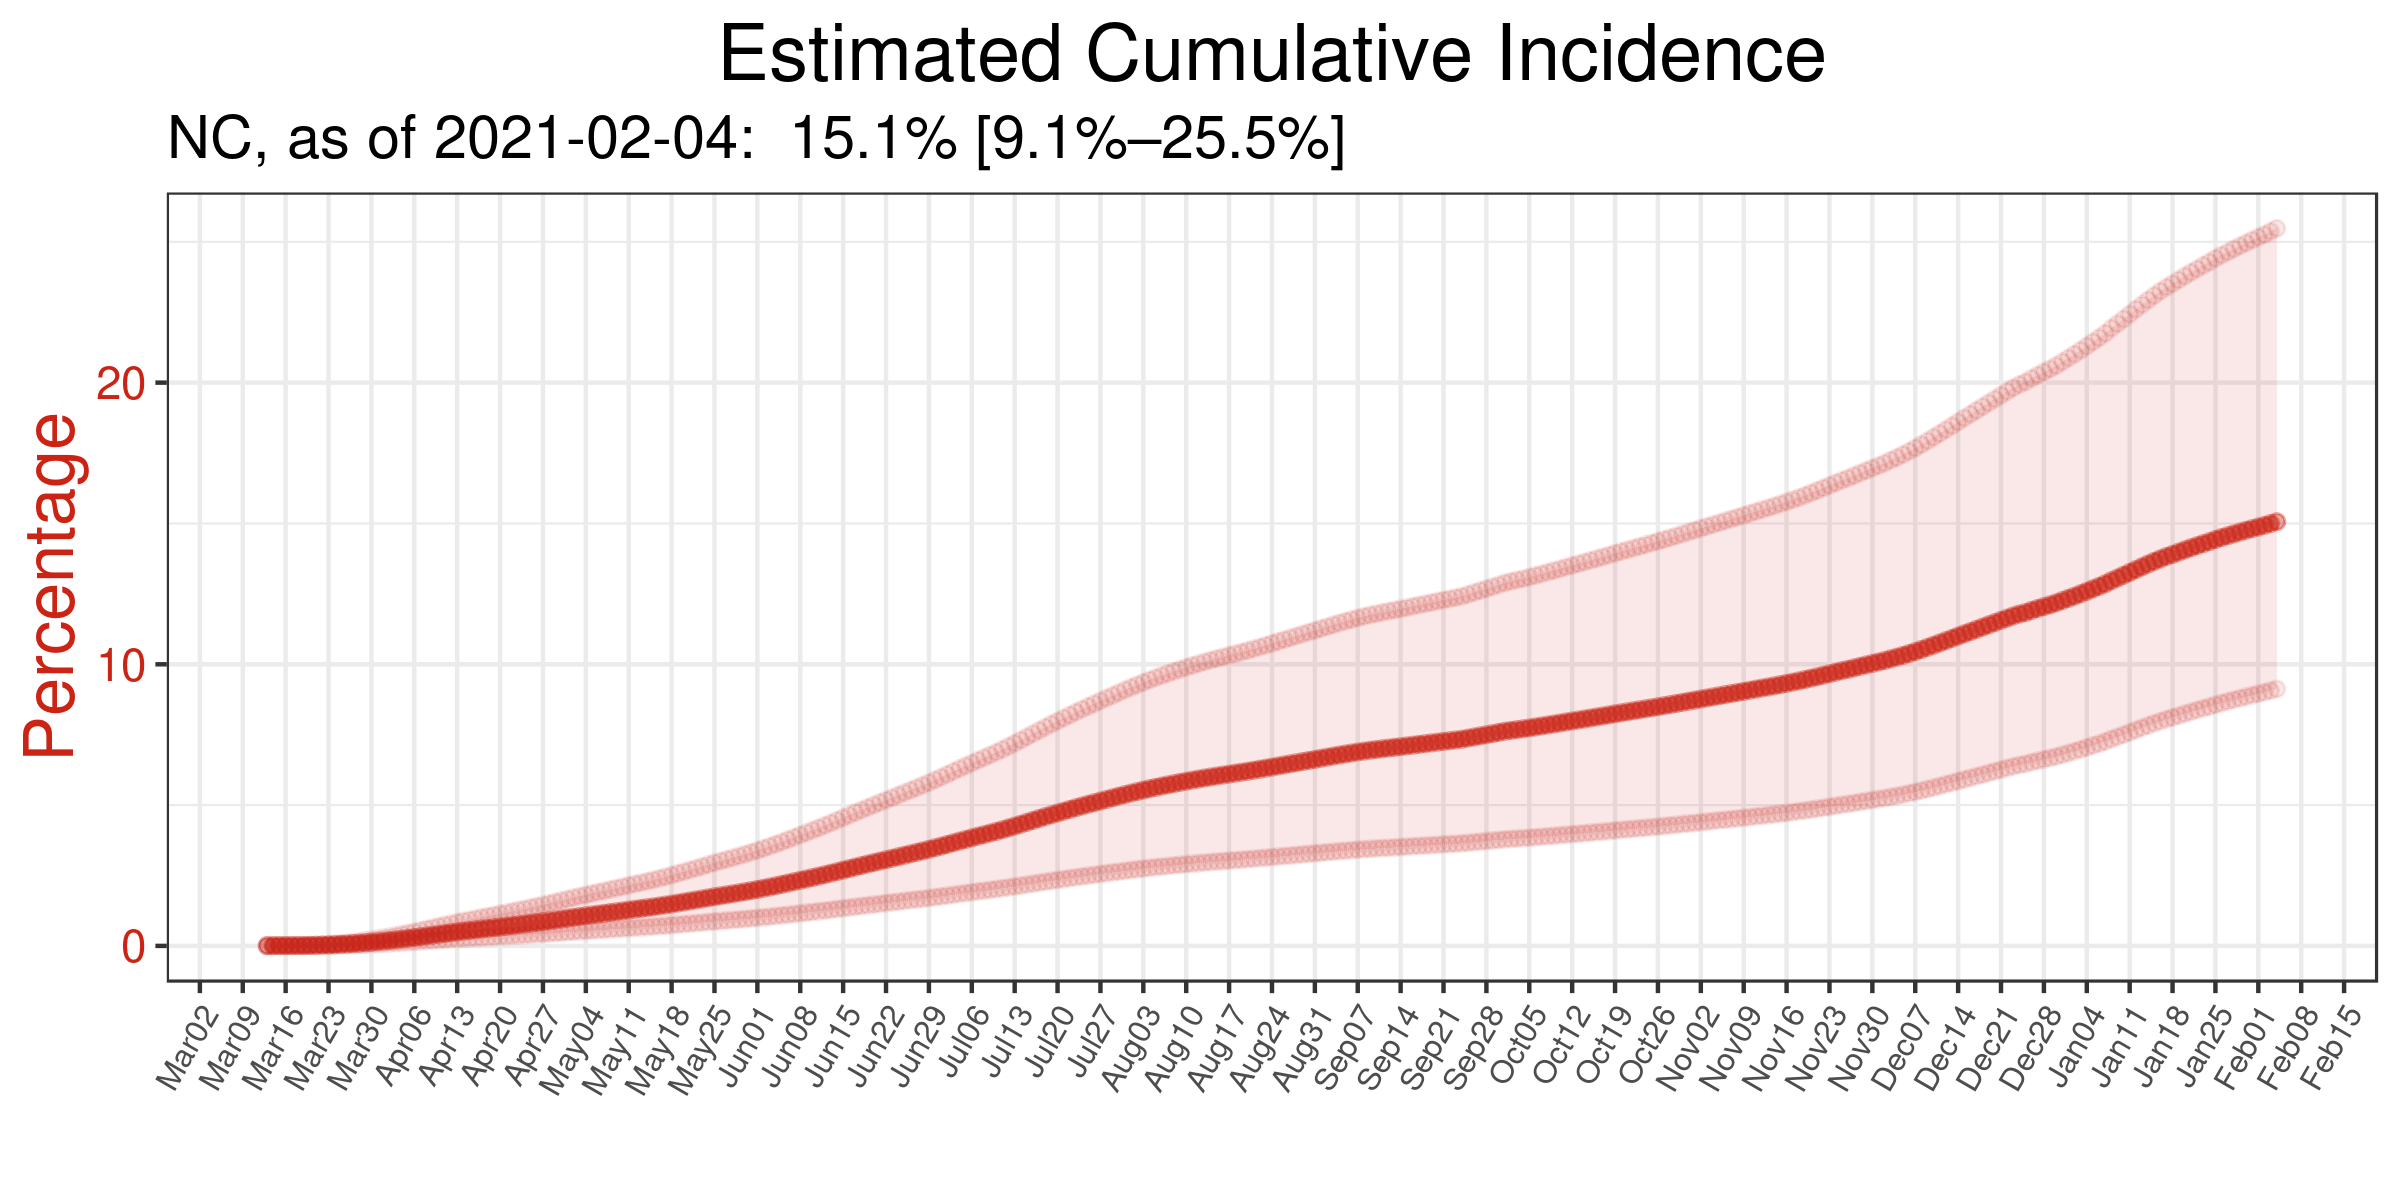 Estimated Cumulative Incidence
NC, as of 2021-02-04:  15.1% [9.1%–25.5%]
Percentage
20
10
0
Mar02
Mar09
Mar16
Mar23
Mar30
Apr06
Apr13
Apr20
Apr27
May04
May11
May18
May25
Jun01
Jun08
Jun15
Jun22
Jun29
Jul06
Jul13
Jul20
Jul27
Aug03
Aug10
Aug17
Aug24
Aug31
Sep07
Sep14
Sep21
Sep28
Oct05
Oct12
Oct19
Oct26
Nov02
Nov09
Nov16
Nov23
Nov30
Dec07
Dec14
Dec21
Dec28
Jan04
Jan11
Jan18
Jan25
Feb01
Feb08
Feb15